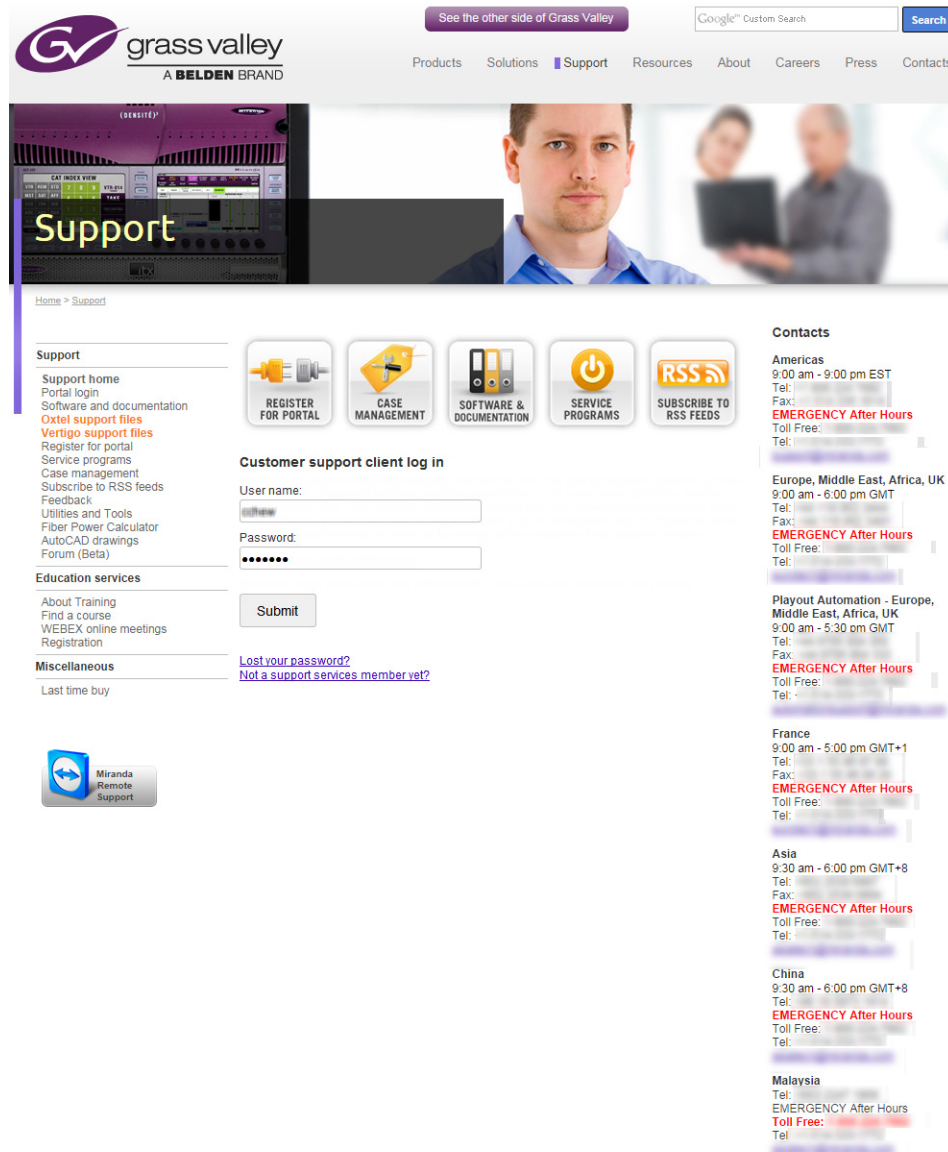 See the other side of Grass Valley
Google™ Custom Search
Search
GV
grass valley
A BELDEN BRAND
Products Solutions Support Resources About Careers Press Contacts
(DENSITÉ)³
CAT INDEX VIEW
Support
Home > Support
Support
Support home
Portal login
Software and documentation
Oxtel support files
Vertigo support files
Register for portal
Service programs
Case management
Subscribe to RSS feeds
Feedback
Utilities and Tools
Fiber Power Calculator
AutoCAD drawings
Forum (Beta)
Education services
About Training
Find a course
WEBEX online meetings
Registration
Miscellaneous
Last time buy
Miranda
Remote
Support
REGISTER
FOR PORTAL
CASE
MANAGEMENT
SOFTWARE &
DOCUMENTATION
SERVICE
PROGRAMS
RSS
SUBSCRIBE TO
RSS FEEDS
Customer support client log in
User name:
Password:
Submit
Lost your password?
Not a support services member yet?
Contacts
Americas
9:00 am - 9:00 pm EST
Tel:
Fax:
EMERGENCY After Hours
Toll Free:
Tel:
Europe, Middle East, Africa, UK
9:00 am - 6:00 pm GMT
Tel:
Fax:
EMERGENCY After Hours
Toll Free:
Tel:
Playout Automation - Europe,
Middle East, Africa, UK
9:00 am - 5:30 pm GMT
Tel:
Fax:
EMERGENCY After Hours
Toll Free:
Tel:
France
9:00 am - 5:00 pm GMT+1
Tel:
Fax:
EMERGENCY After Hours
Toll Free:
Tel:
Asia
9:30 am - 6:00 pm GMT+8
Tel:
Fax:
EMERGENCY After Hours
Toll Free:
Tel:
China
9:30 am - 6:00 pm GMT+8
Tel:
EMERGENCY After Hours
Toll Free:
Tel:
Malaysia
Tel:
EMERGENCY After Hours
Toll Free:
Tel